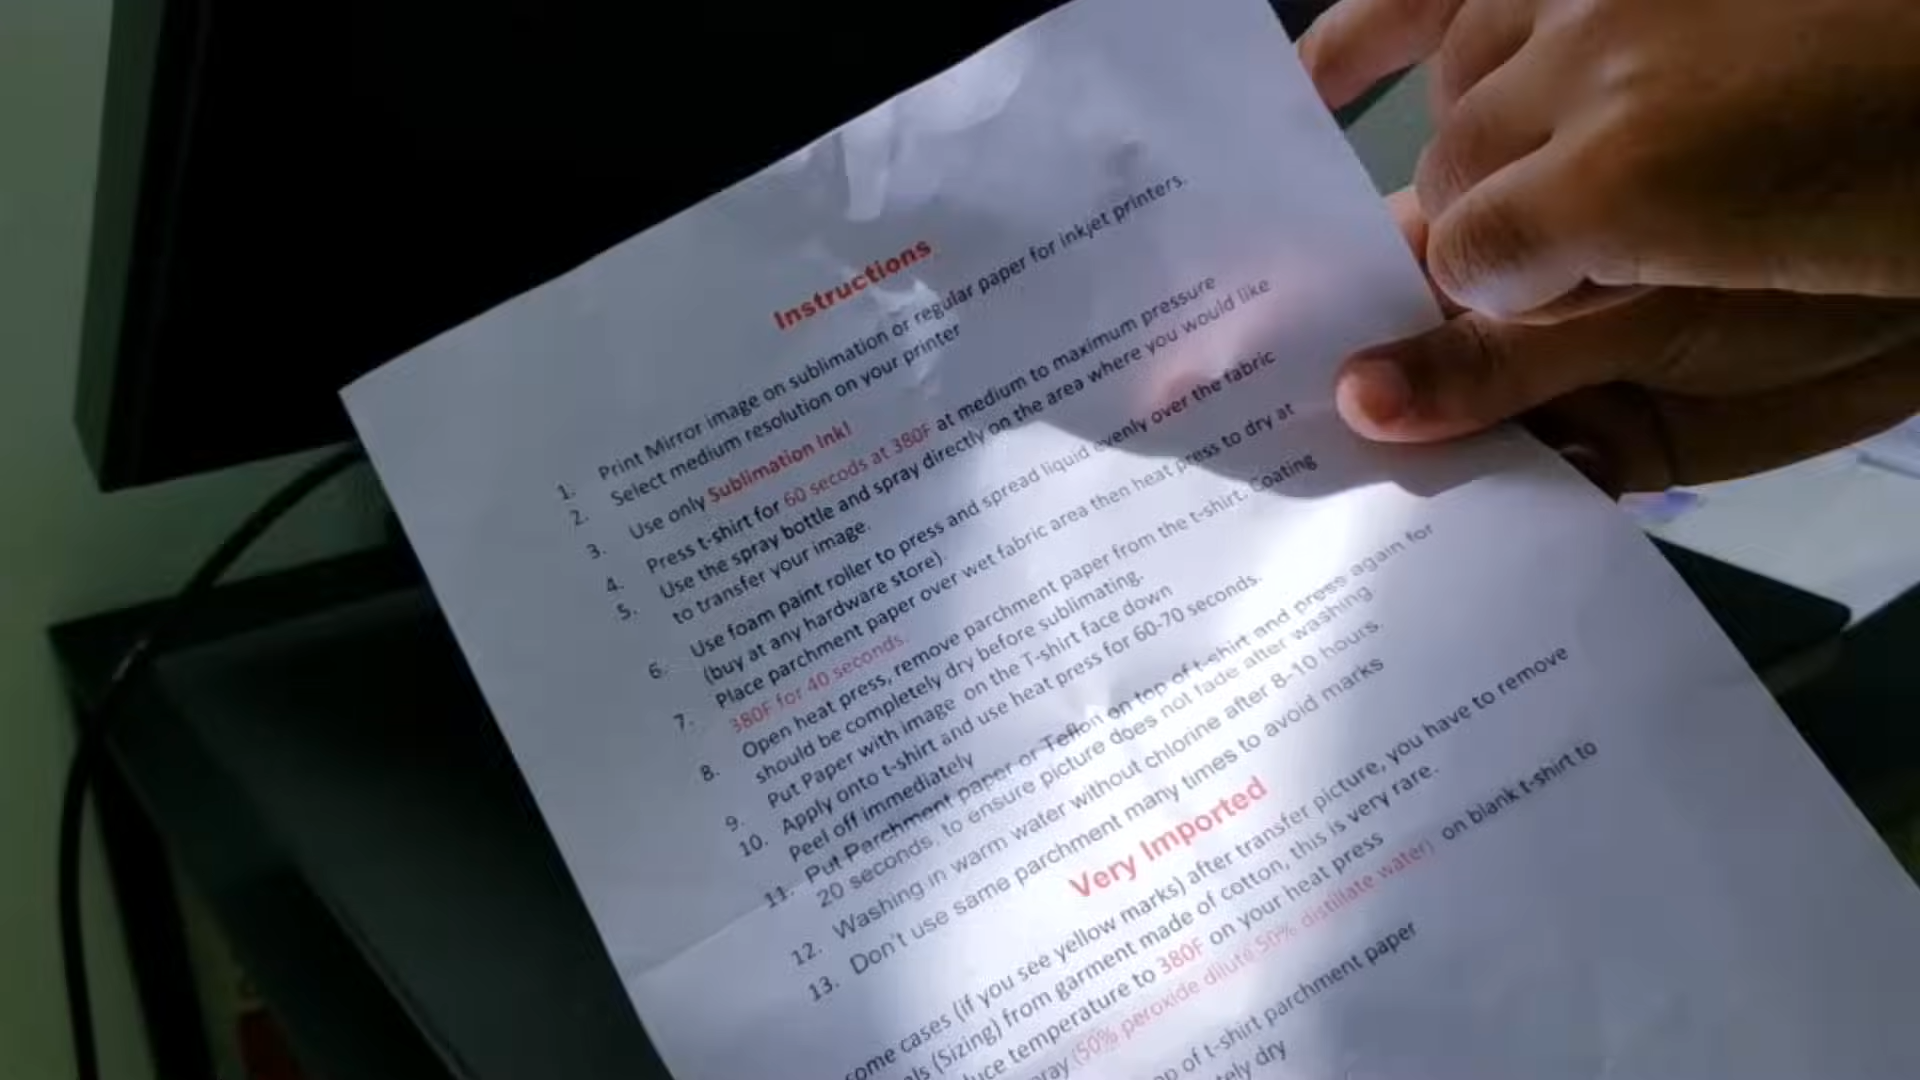 Instructions
1. Print Mirror image on sublimation or regular paper for inkjet printers.
2. Select medium resolution on your printer
3. Use only Sublimation Ink!
4. Press t-shirt for 60 secods at 380F at medium to maximum pressure
5. Use the spray bottle and spray directly on the area where you would like
to transfer your image.
6. Use foam paint roller to press and spread liquid evenly over the fabric
(buy at any hardware store).
7. Place parchment paper over wet fabric area then heat press to dry at
380F for 40 seconds.
8. Open heat press, remove parchment paper from the t-shirt. Coating
should be completely dry before sublimating.
9. Put Paper with image on the T-shirt face down
10. Apply onto t-shirt and use heat press for 60-70 seconds.
Peel off immediately
11. Put Parchment paper or Teflon on top of t-shirt and press again for
20 seconds, to ensure picture does not fade after washing
12. Washing in warm water without chlorine after 8-10 hours.
13. Don't use same parchment many times to avoid marks
Very Imported
ome cases (if you see yellow marks) after transfer picture, you have to remove
als (Sizing) from garment made of cotton, this is very rare.
uce temperature to 380F on your heat press
ray (50% peroxide dilute 50% distillate water) on blank t-shirt to
op of t-shirt parchment paper
tely dry